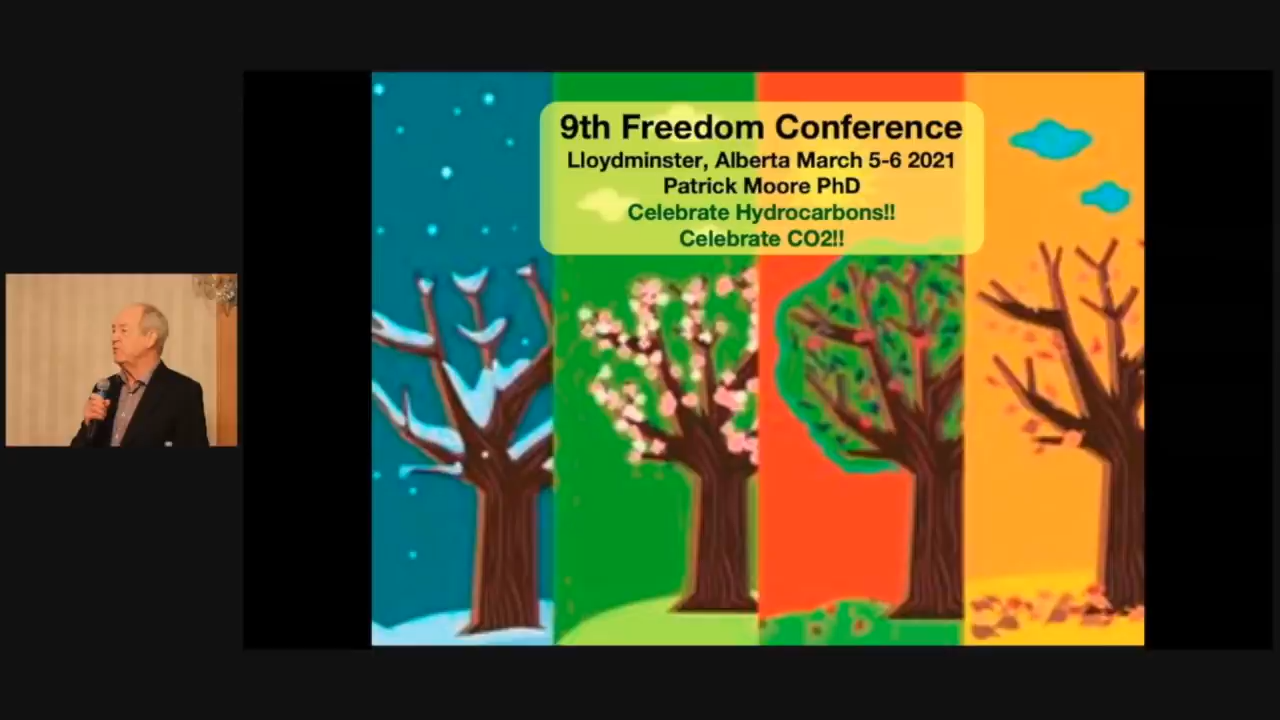 9th Freedom Conference
Lloydminster, Alberta March 5-6 2021
Patrick Moore PhD
Celebrate Hydrocarbons!!
Celebrate CO2!!